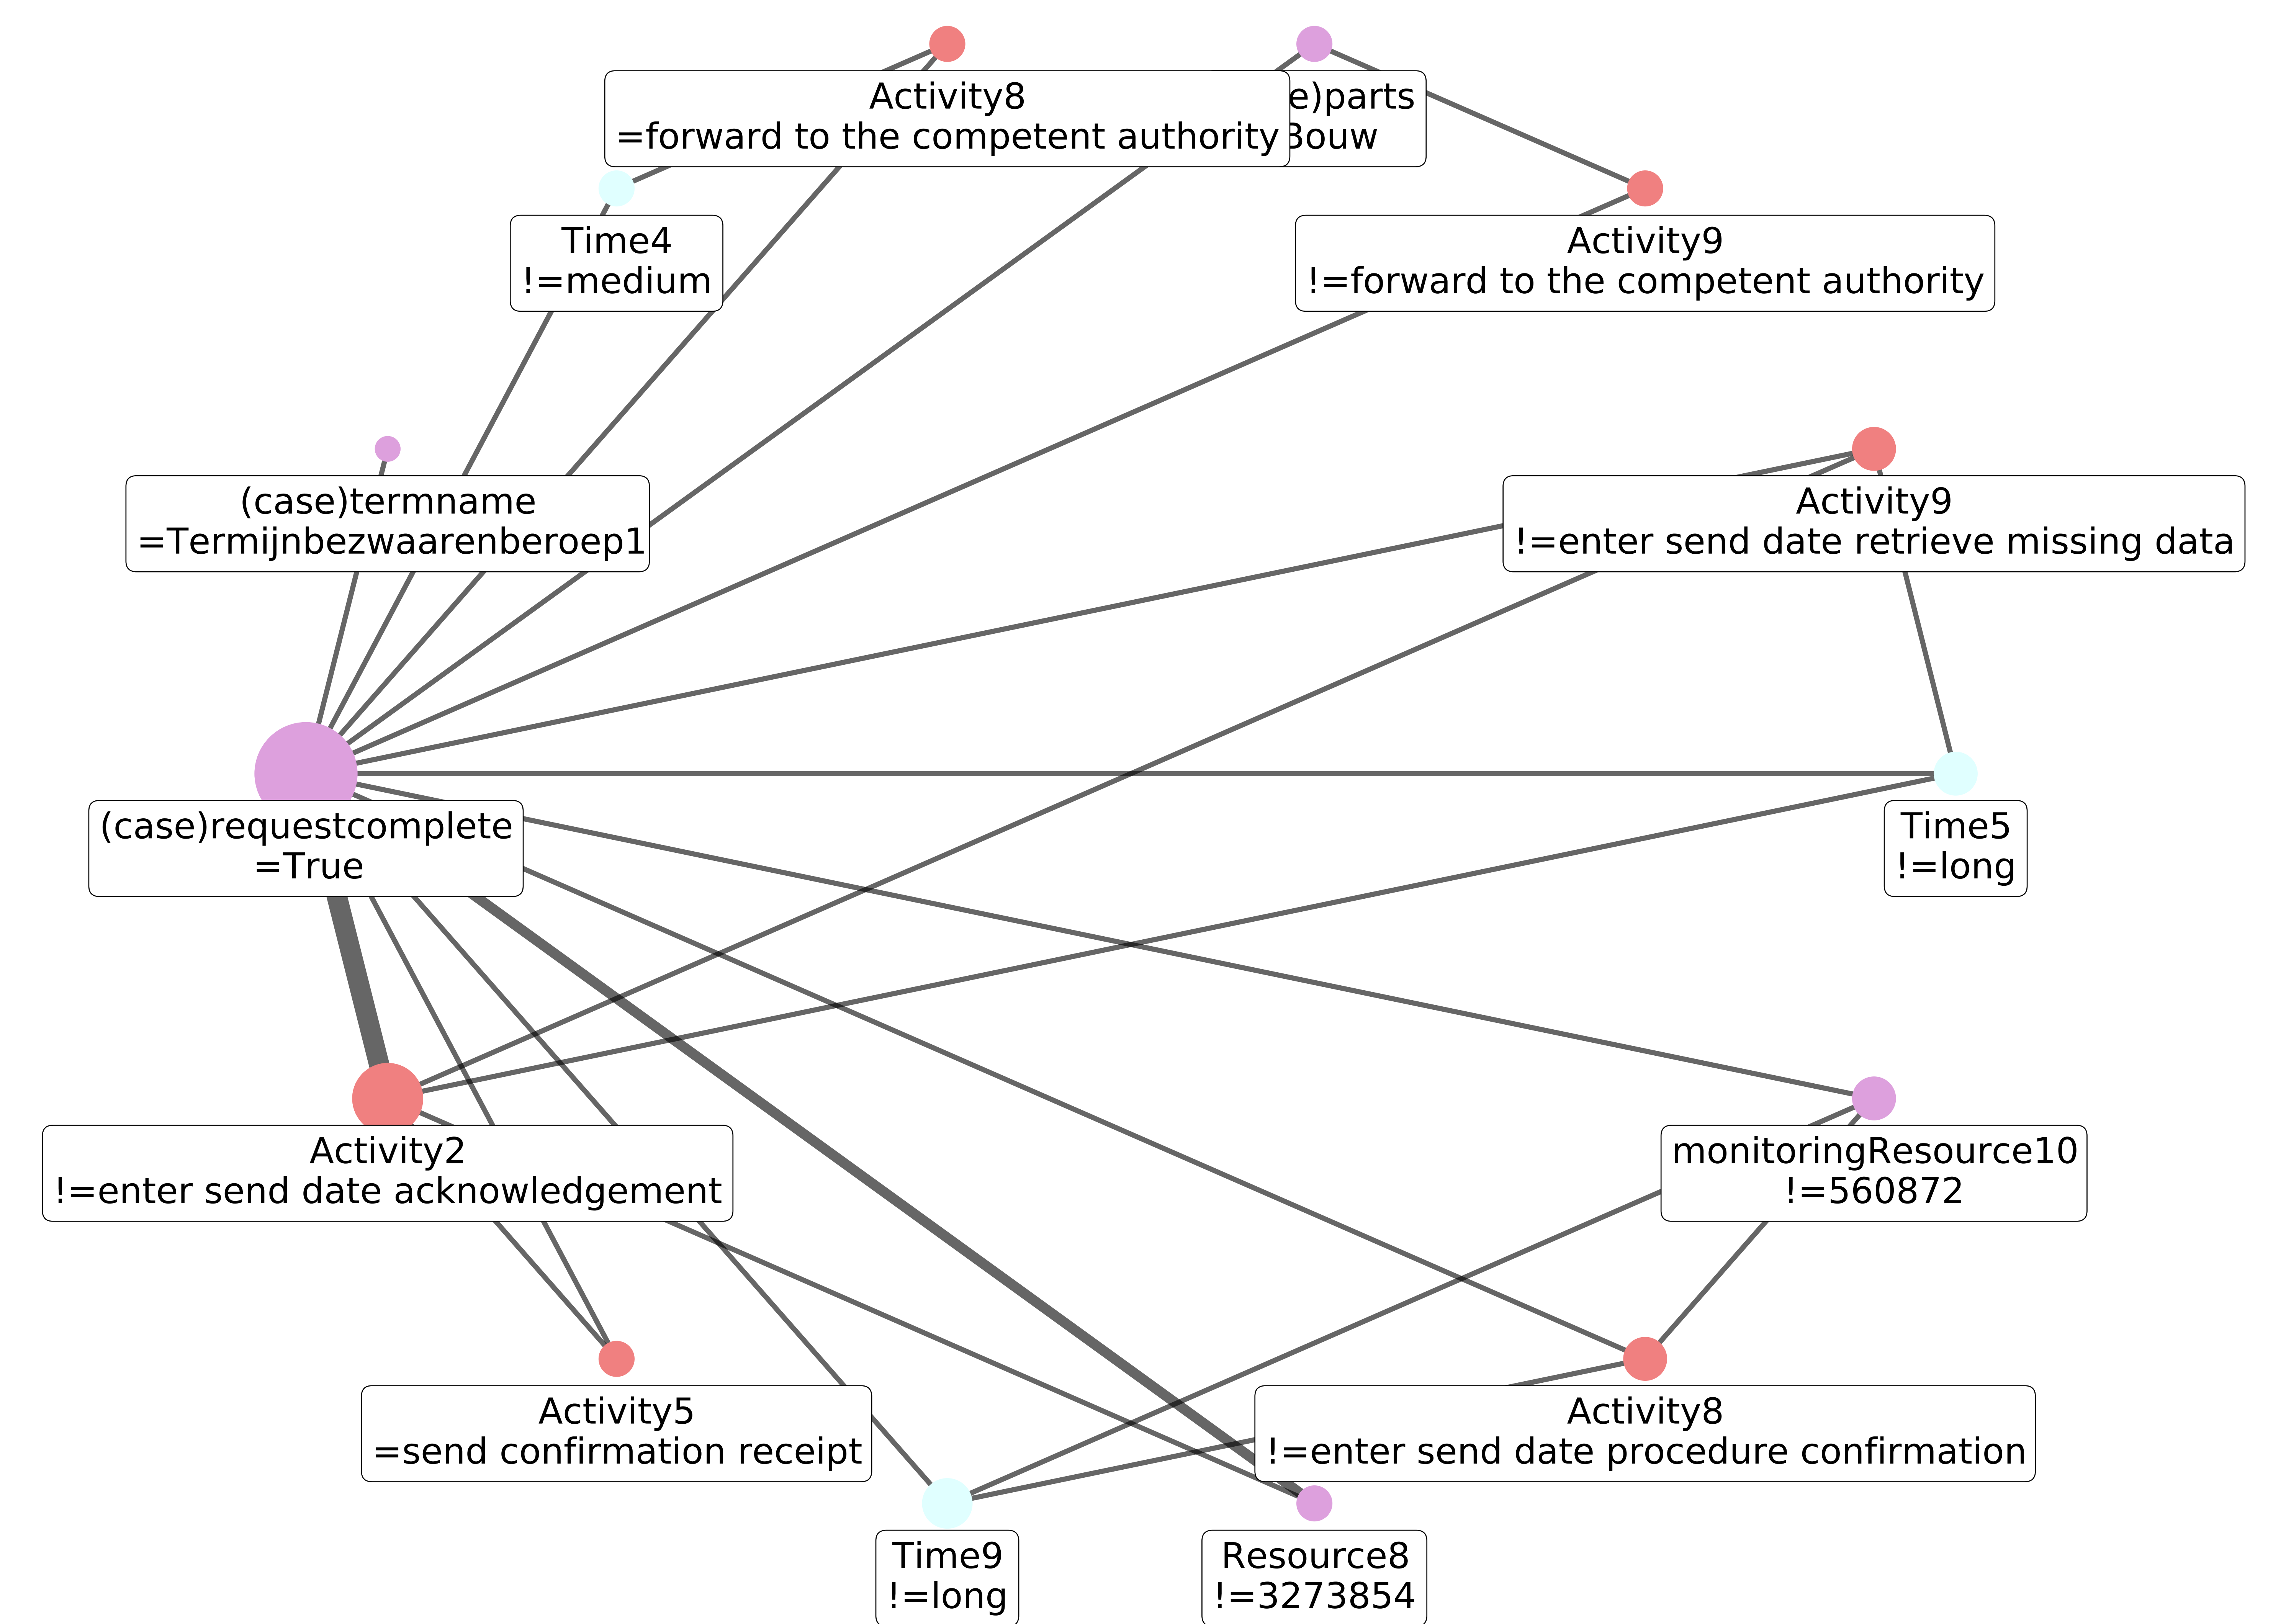 Activity8
=forward to the competent authority
e)parts
Bouw
Time4
!=medium
Activity9
!=forward to the competent authority
(case)termname
=Termijnbezwaarenberoep1
Activity9
!=enter send date retrieve missing data
(case)requestcomplete
=True
Time5
!=long
Activity2
!=enter send date acknowledgement
monitoringResource10
!=560872
Activity5
=send confirmation receipt
Activity8
!=enter send date procedure confirmation
Time9
!=long
Resource8
!=3273854